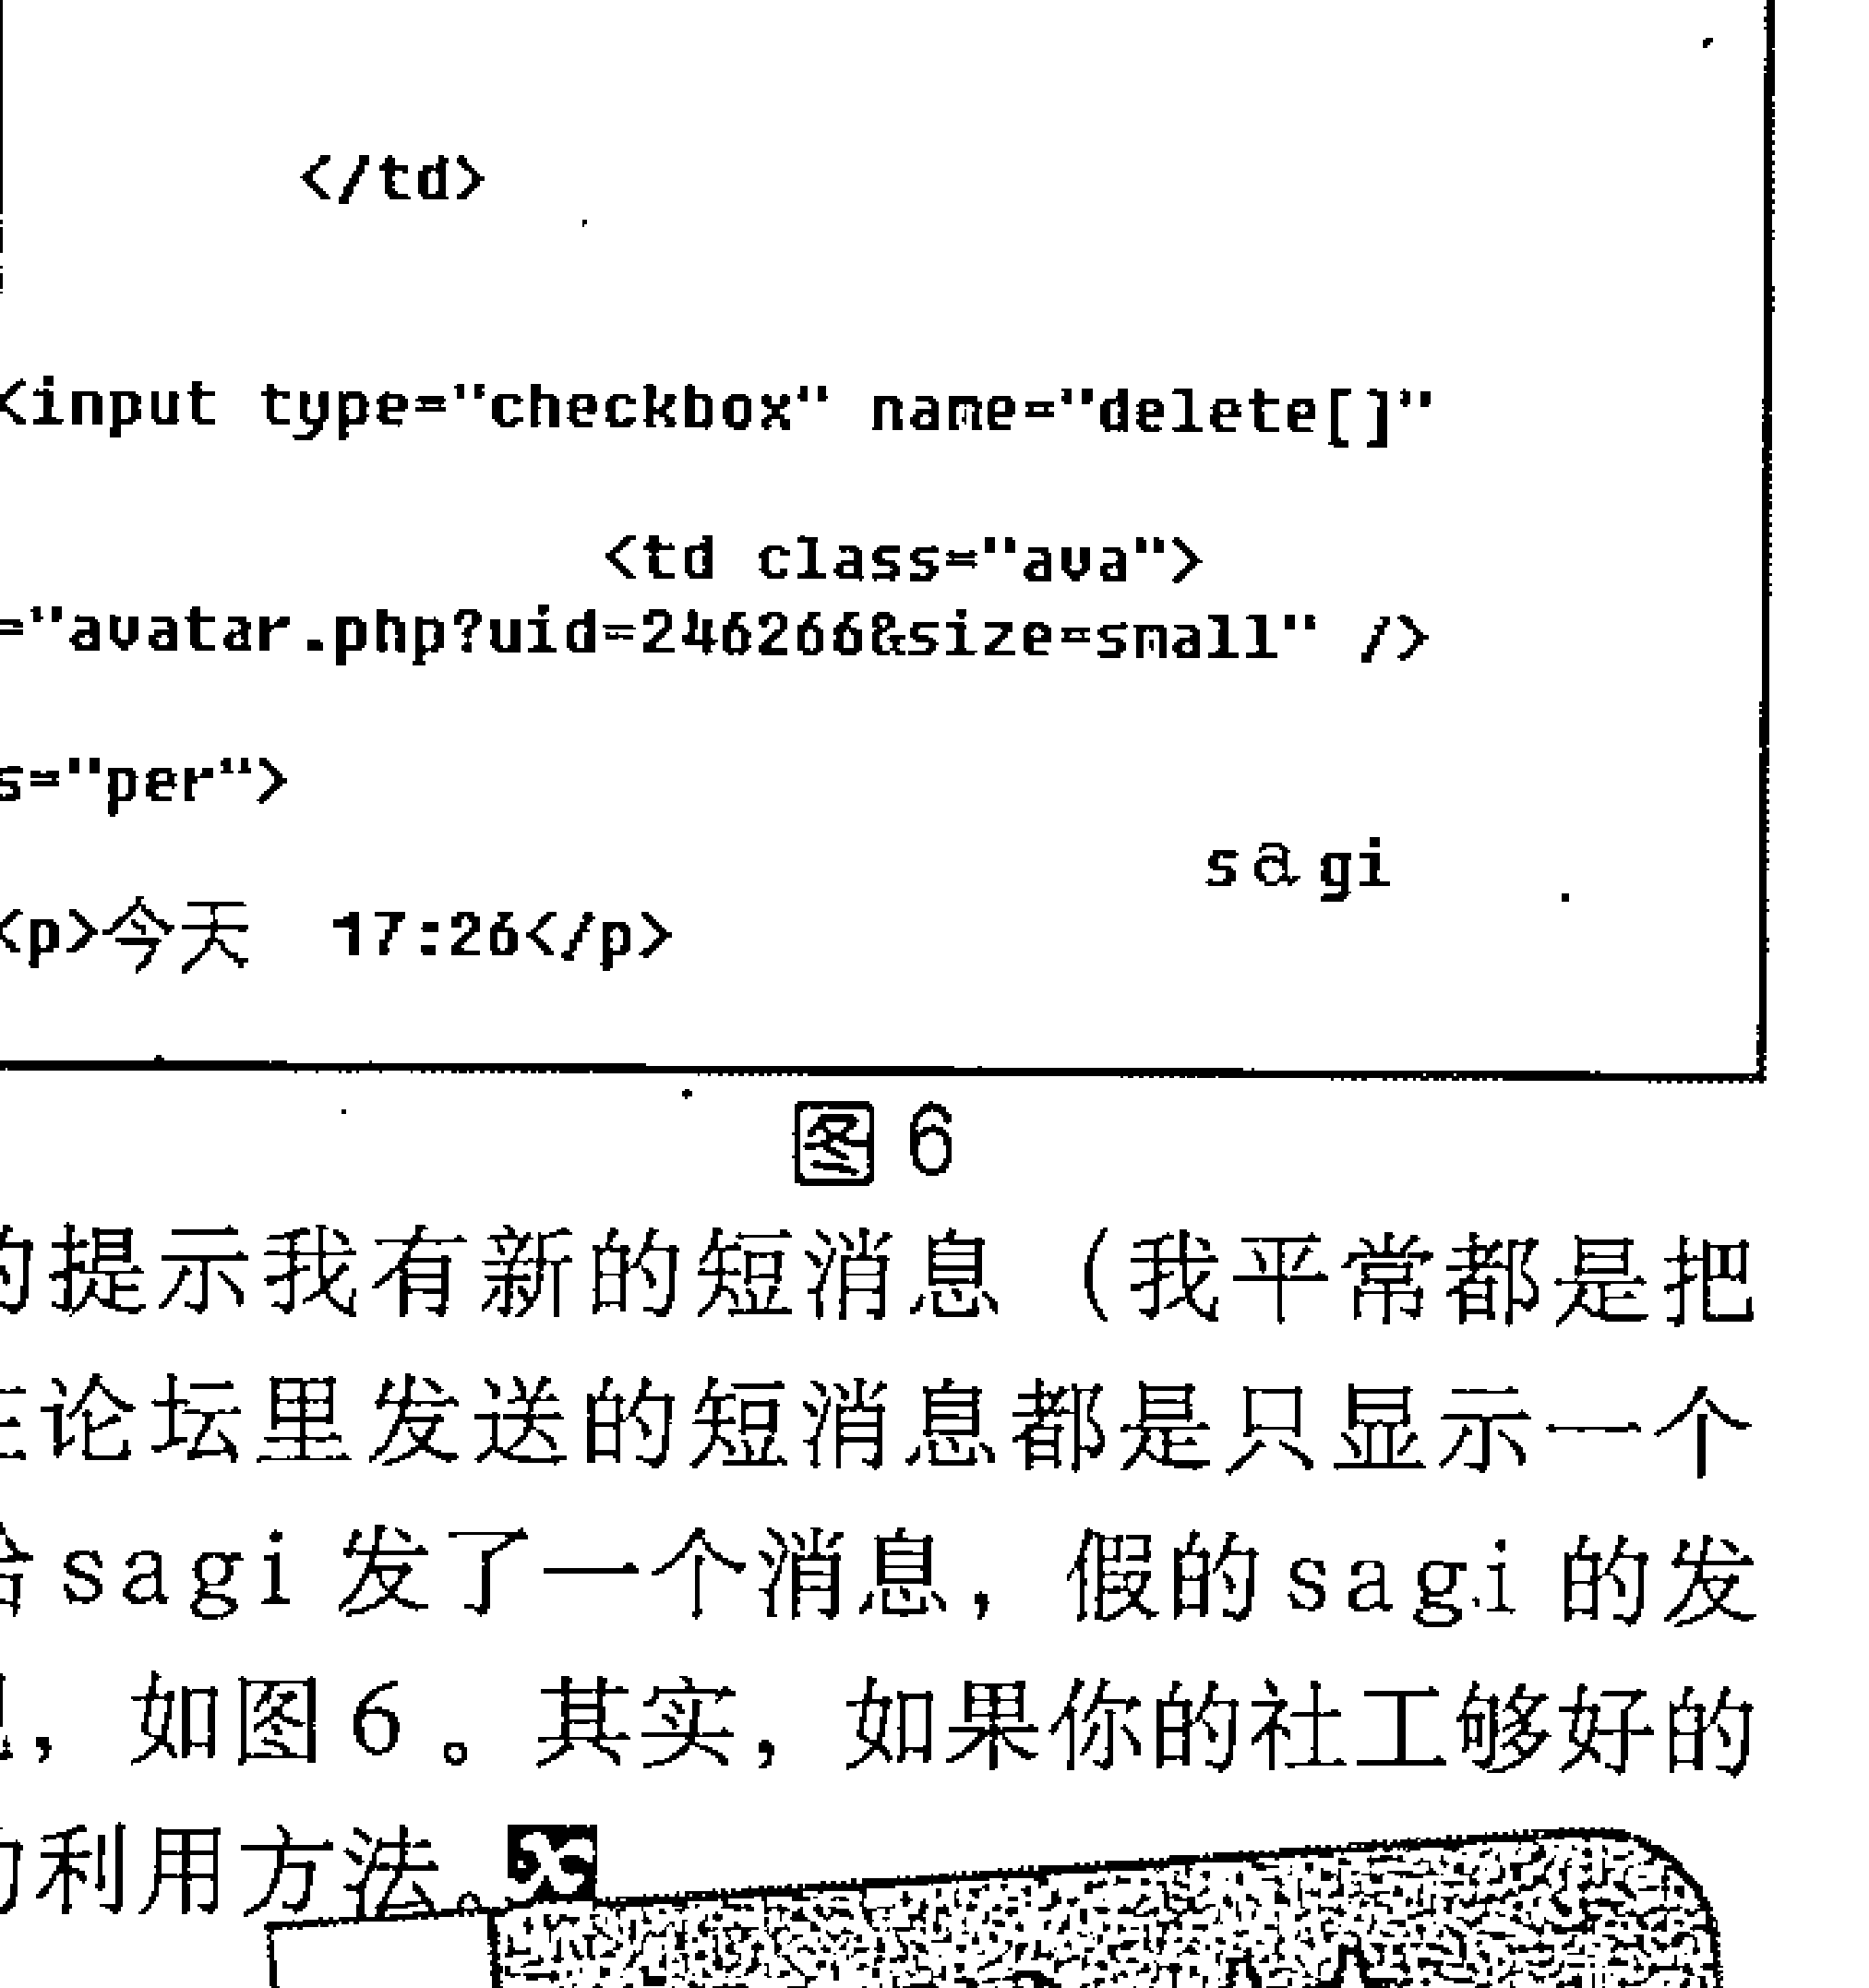 </td>
<input type="checkbox" name="delete[]"
<td class="ava">
="avatar.php?uid=246266&size=small" />
s="per">
sagi
<p>今天 17:26</p>
图6
的提示我有新的短消息（我平常都是把
在论坛里发送的短消息都是只显示一个
给sagi发了一个消息，假的sagi的发
，如图6。其实，如果你的社工够好的
的利用方法。